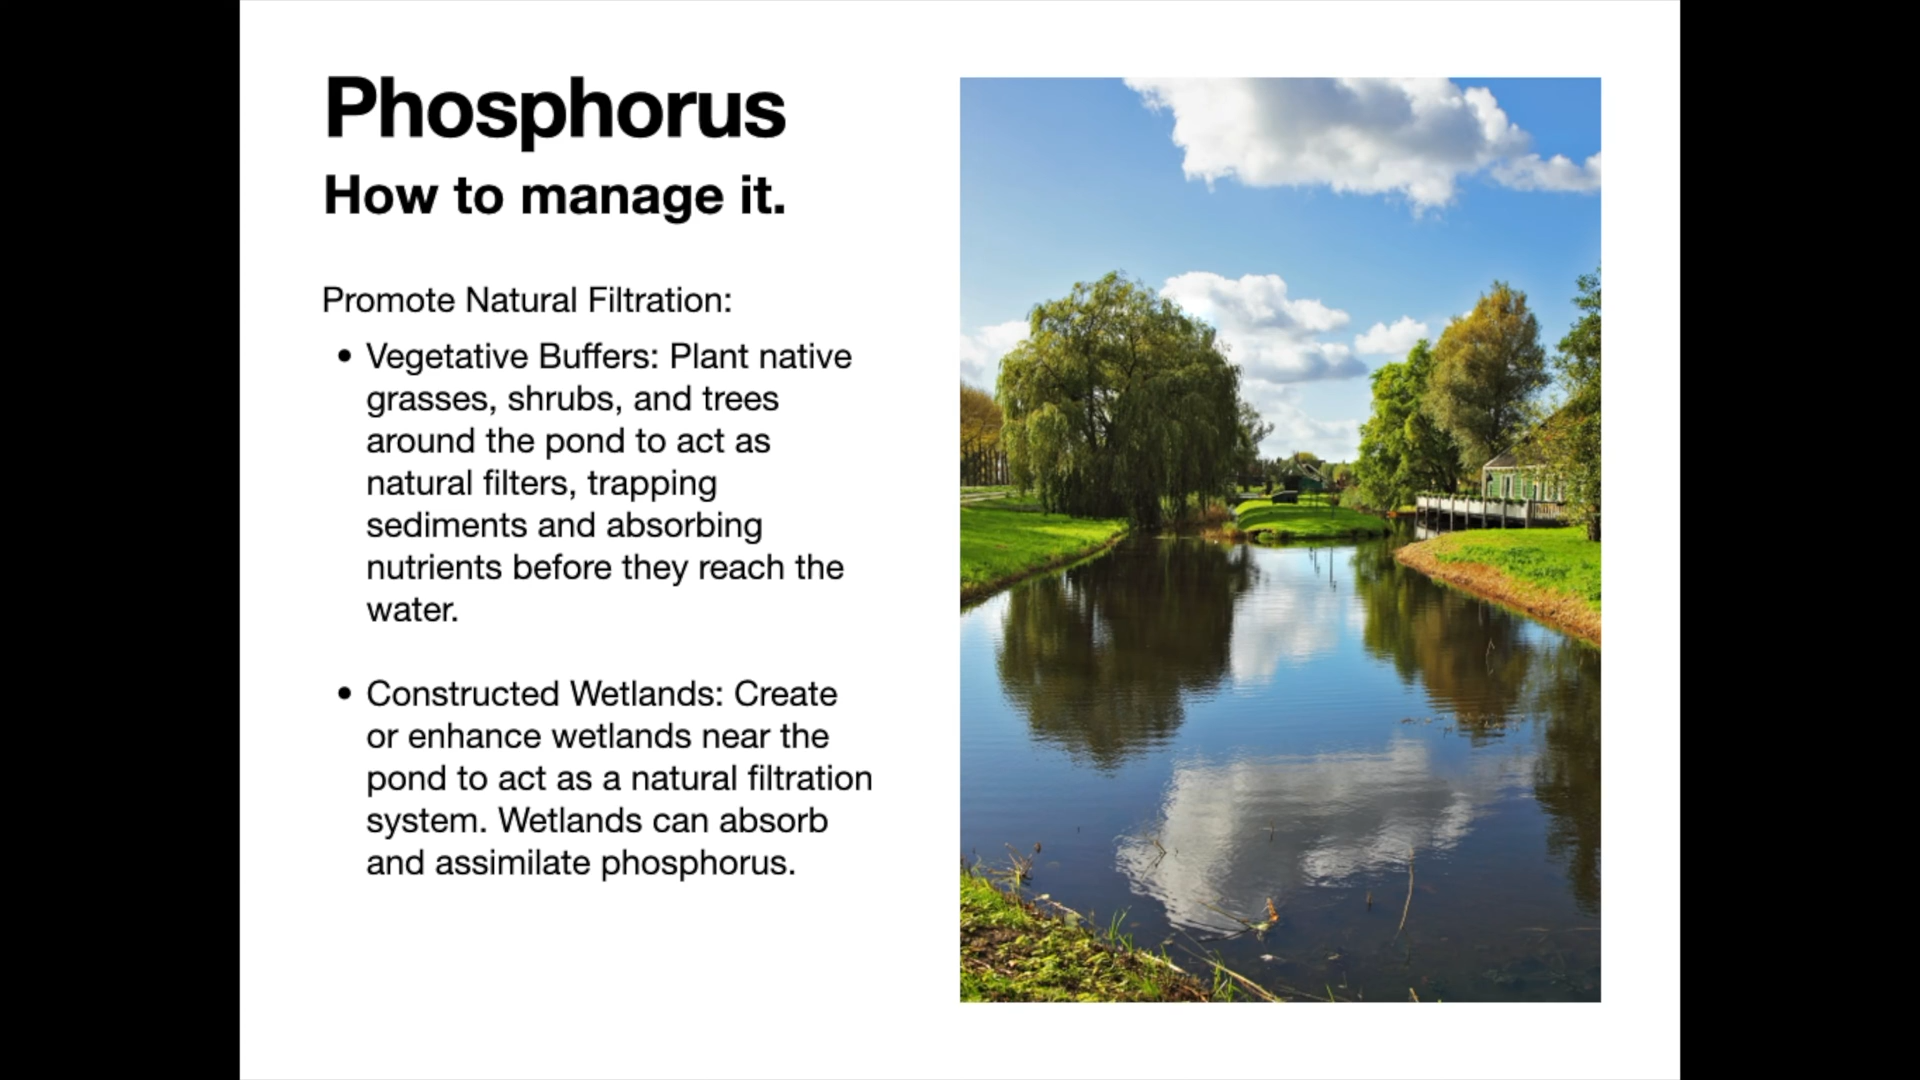 Phosphorus
How to manage it.
Promote Natural Filtration:
• Vegetative Buffers: Plant native
grasses, shrubs, and trees
around the pond to act as
natural filters, trapping
sediments and absorbing
nutrients before they reach the
water.
• Constructed Wetlands: Create
or enhance wetlands near the
pond to act as a natural filtration
system. Wetlands can absorb
and assimilate phosphorus.